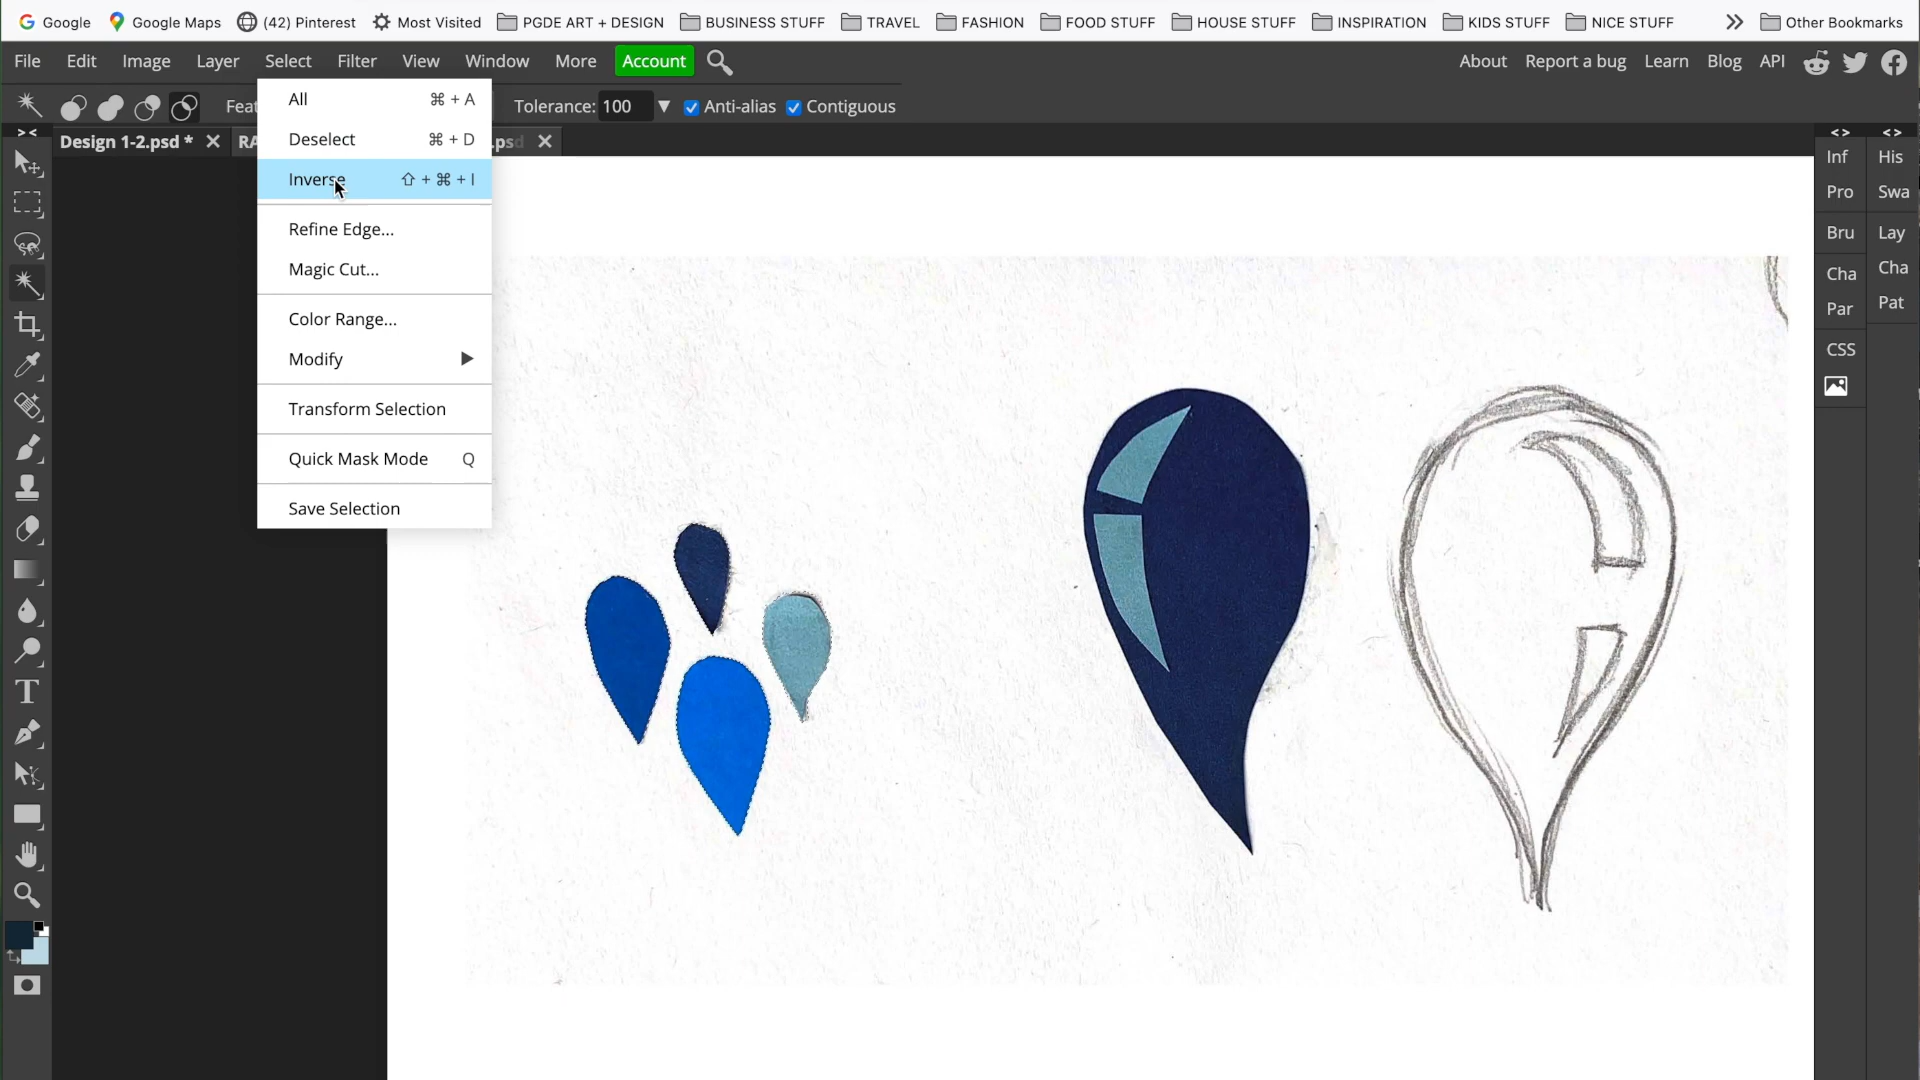 Google Google Maps (42) Pinterest Most Visited PGDE ART + DESIGN BUSINESS STUFF TRAVEL FASHION FOOD STUFF HOUSE STUFF INSPIRATION KIDS STUFF NICE STUFF Other Bookmarks
File Edit Image Layer Select Filter View Window More Account About Report a bug Learn Blog API
Feat Tolerance: 100 Anti-alias Contiguous
Design 1-2.psd * RA .psd
All ⌘ + A
Deselect ⌘ + D
Inverse ⇧ + ⌘ + I
Refine Edge...
Magic Cut...
Color Range...
Modify
Transform Selection
Quick Mask Mode Q
Save Selection
Inf His
Pro Swa
Bru Lay
Cha Cha
Par Pat
CSS